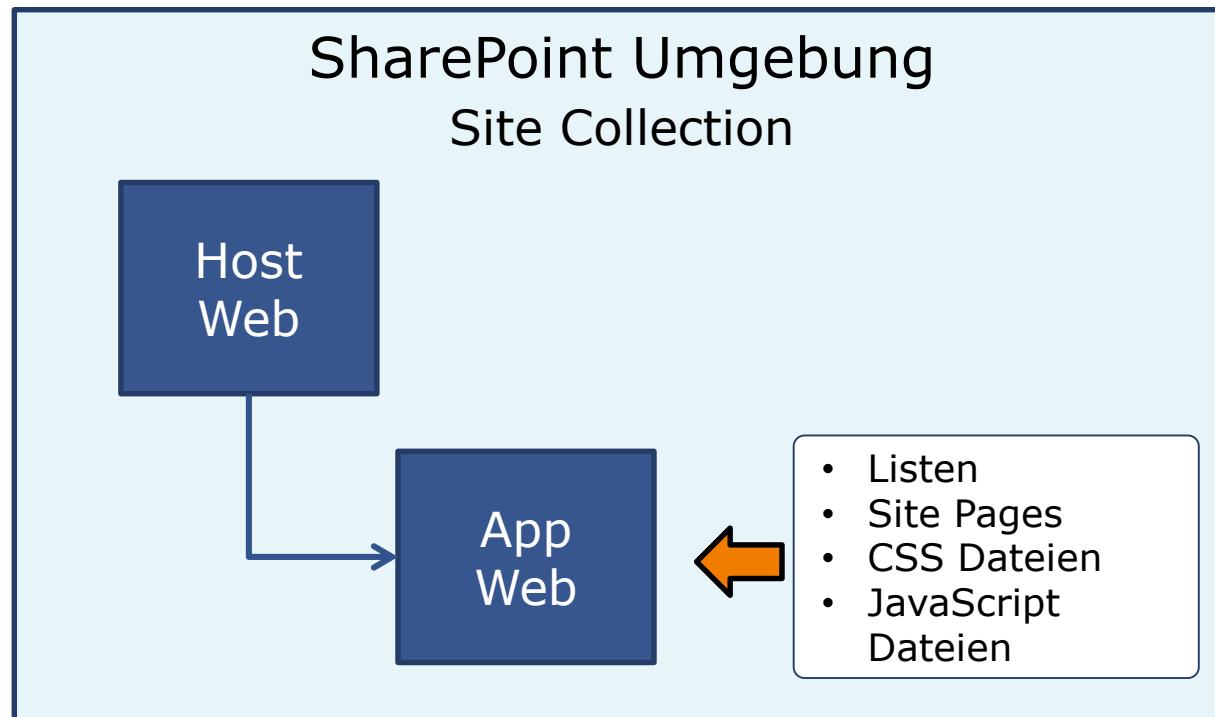 SharePoint Umgebung
Site Collection
Host
Web
App
Web
• Listen
• Site Pages
• CSS Dateien
• JavaScript
Dateien